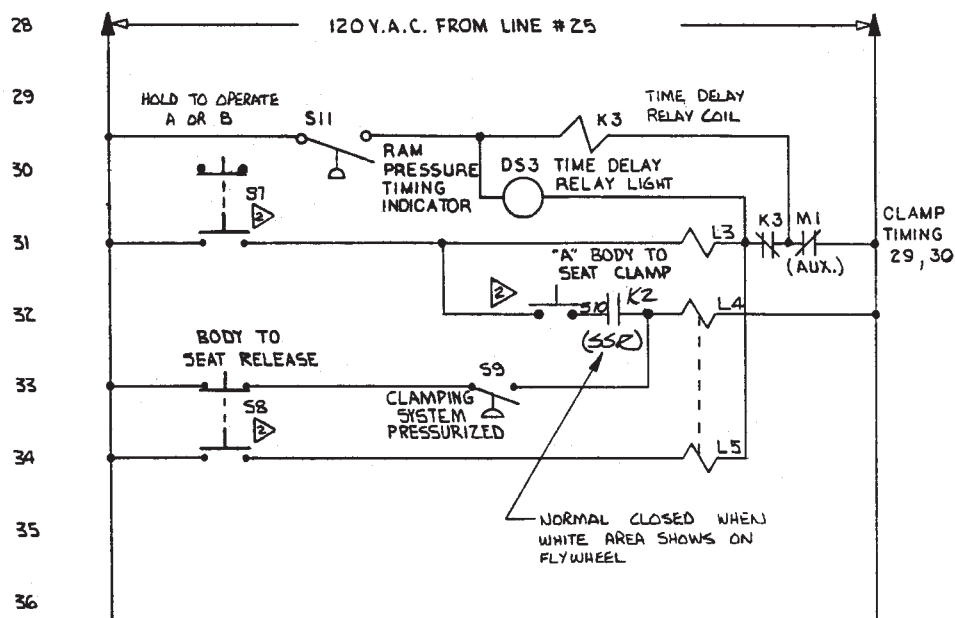 28
120 V.A.C. FROM LINE #25
29
HOLD TO OPERATE
A OR B
S11
K3
TIME DELAY
RELAY COIL
30
RAM
PRESSURE
TIMING
INDICATOR
DS3 TIME DELAY
RELAY LIGHT
S7
2
31
L3
K3
M1
(AUX.)
CLAMP
TIMING
29, 30
"A" BODY TO
SEAT CLAMP
2
32
S10
K2
(SSR)
L4
BODY TO
SEAT RELEASE
33
S9
CLAMPING
SYSTEM
PRESSURIZED
S8
2
34
L5
35
NORMAL CLOSED WHEN
WHITE AREA SHOWS ON
FLYWHEEL
36